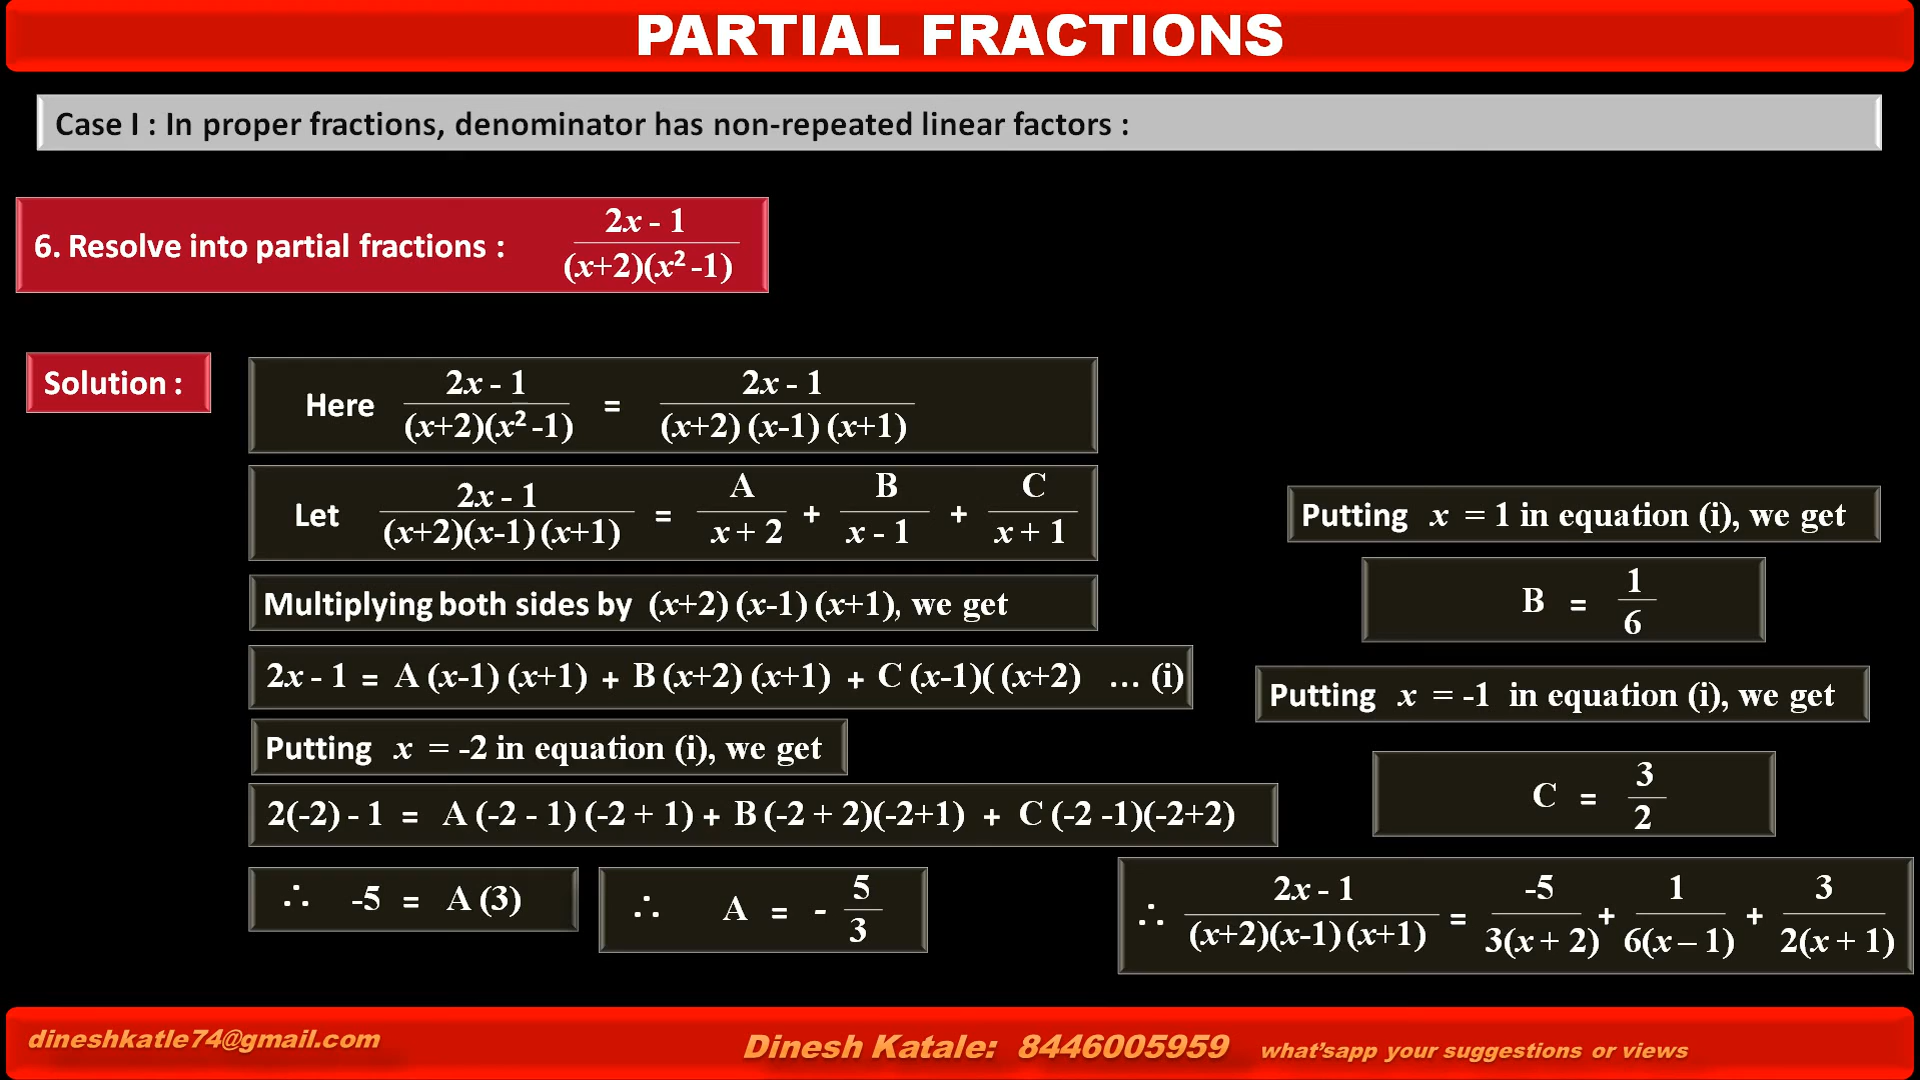 PARTIAL FRACTIONS
Case I : In proper fractions, denominator has non-repeated linear factors :
6. Resolve into partial fractions : 2x - 1 / (x+2)(x² -1)
Solution :
Here 2x - 1 / (x+2)(x² -1) = 2x - 1 / (x+2) (x-1) (x+1)
Let 2x - 1 / (x+2)(x-1) (x+1) = A / x + 2 + B / x - 1 + C / x + 1
Multiplying both sides by (x+2) (x-1) (x+1), we get
2x - 1 = A (x-1) (x+1) + B (x+2) (x+1) + C (x-1)( (x+2) ... (i)
Putting x = -2 in equation (i), we get
2(-2) - 1 = A (-2 - 1) (-2 + 1) + B (-2 + 2)(-2+1) + C (-2 -1)(-2+2)
∴ -5 = A (3)
∴ A = - 5 / 3
Putting x = 1 in equation (i), we get
B = 1 / 6
Putting x = -1 in equation (i), we get
C = 3 / 2
∴ 2x - 1 / (x+2)(x-1) (x+1) = -5 / 3(x + 2) + 1 / 6(x – 1) + 3 / 2(x + 1)
dineshkatle74@gmail.com
Dinesh Katale: 8446005959 what'sapp your suggestions or views